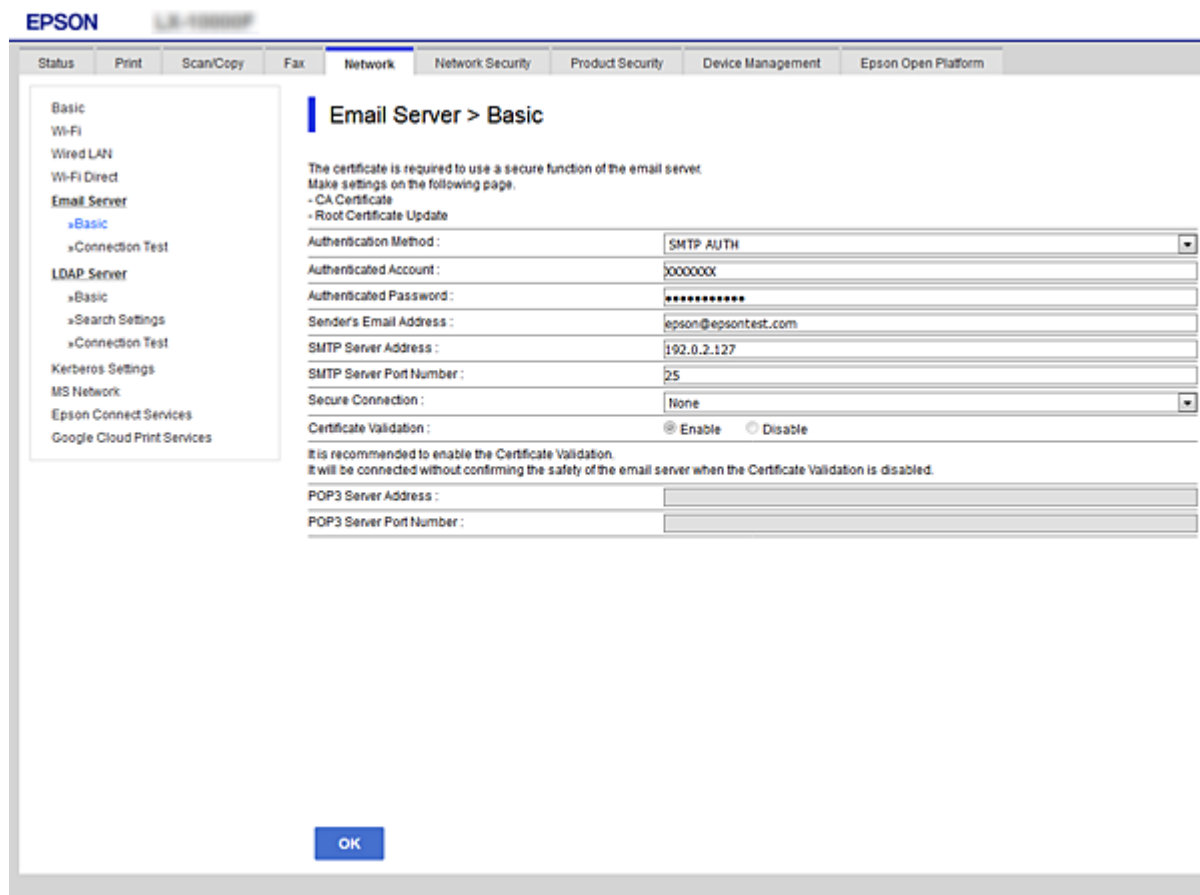 EPSON
Status Print Scan/Copy Fax Network Network Security Product Security Device Management Epson Open Platform
Basic
Wi-Fi
Wired LAN
Wi-Fi Direct
Email Server
»Basic
»Connection Test
LDAP Server
»Basic
»Search Settings
»Connection Test
Kerberos Settings
MS Network
Epson Connect Services
Google Cloud Print Services
Email Server > Basic
The certificate is required to use a secure function of the email server.
Make settings on the following page.
- CA Certificate
- Root Certificate Update
Authentication Method : SMTP AUTH
Authenticated Account : XXXXXXX
Authenticated Password : •••••••••••
Sender's Email Address : epson@epsontest.com
SMTP Server Address : 192.0.2.127
SMTP Server Port Number : 25
Secure Connection : None
Certificate Validation : Enable Disable
It is recommended to enable the Certificate Validation.
It will be connected without confirming the safety of the email server when the Certificate Validation is disabled.
POP3 Server Address :
POP3 Server Port Number :
OK